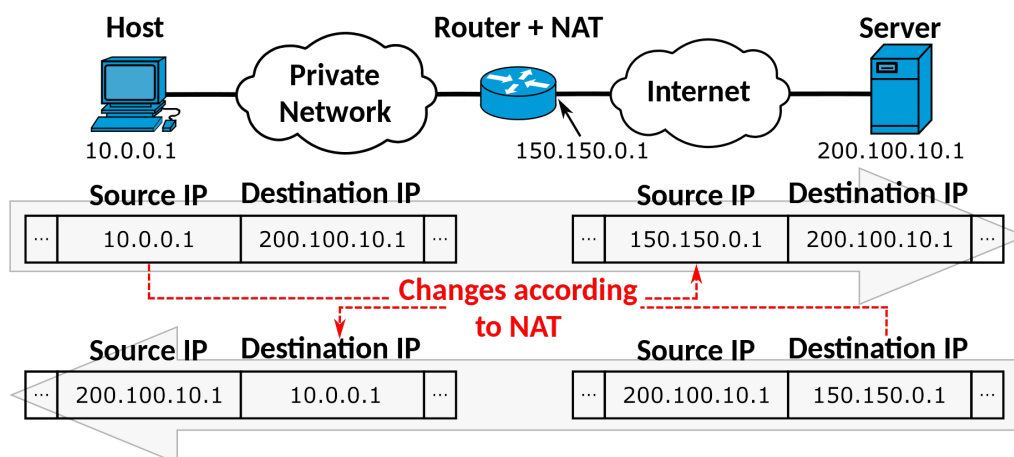 Host
Router + NAT
Server
Private
Network
Internet
10.0.0.1
150.150.0.1
200.100.10.1
Source IP Destination IP
Source IP Destination IP
... 10.0.0.1 200.100.10.1 ...
... 150.150.0.1 200.100.10.1 ...
Changes according
to NAT
Source IP Destination IP
Source IP Destination IP
... 200.100.10.1 10.0.0.1 ...
... 200.100.10.1 150.150.0.1 ...